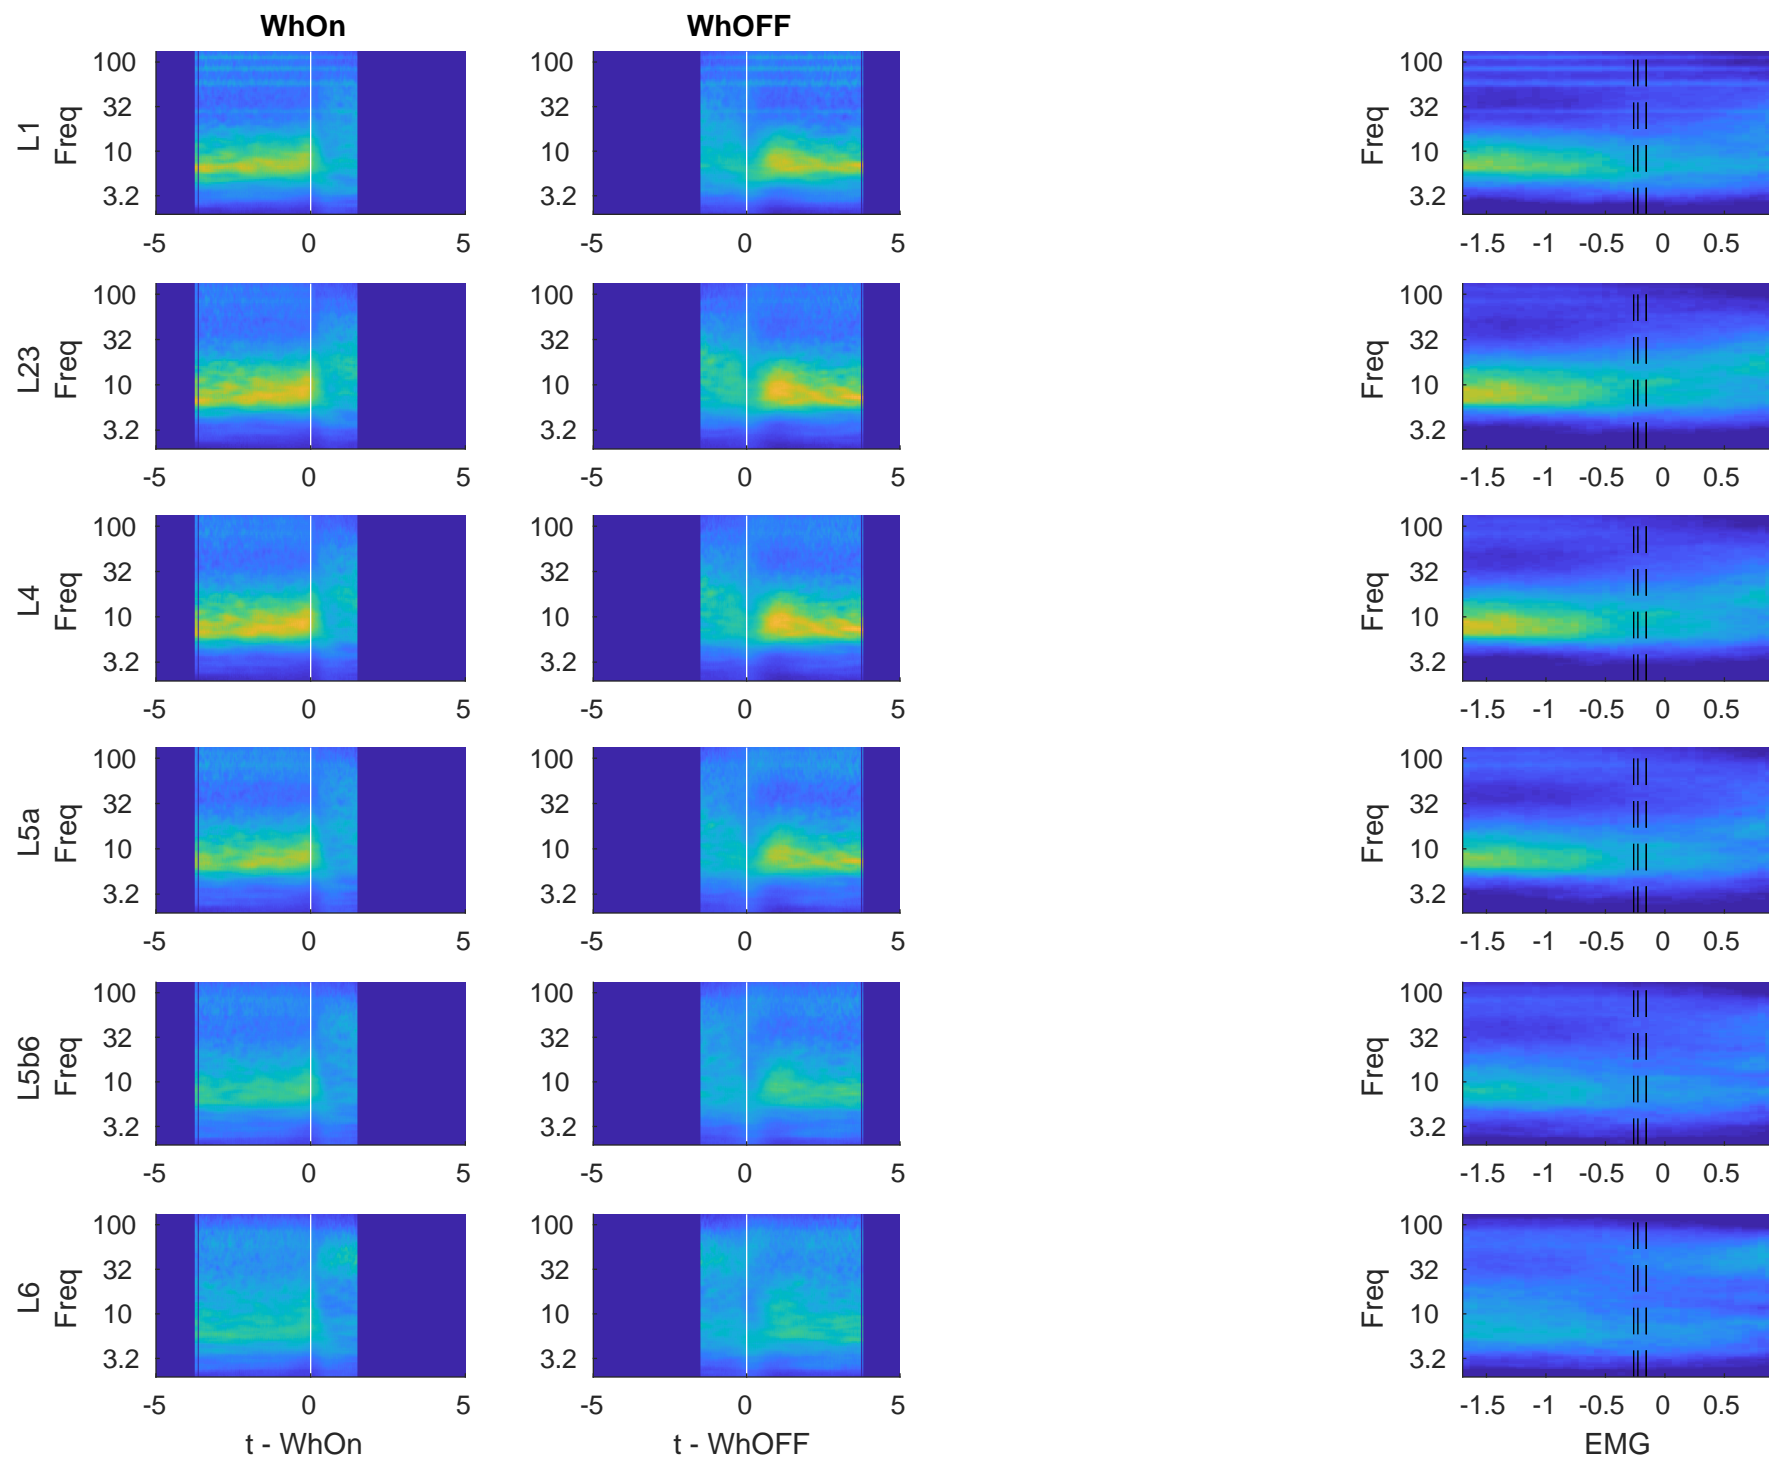 WhOn WhOFF
L1 Freq 100 32 10 3.2 100 32 10 3.2 Freq 100 32 10 3.2
-5 0 5 -5 0 5 -1.5 -1 -0.5 0 0.5
L23 Freq 100 32 10 3.2 100 32 10 3.2 Freq 100 32 10 3.2
-5 0 5 -5 0 5 -1.5 -1 -0.5 0 0.5
L4 Freq 100 32 10 3.2 100 32 10 3.2 Freq 100 32 10 3.2
-5 0 5 -5 0 5 -1.5 -1 -0.5 0 0.5
L5a Freq 100 32 10 3.2 100 32 10 3.2 Freq 100 32 10 3.2
-5 0 5 -5 0 5 -1.5 -1 -0.5 0 0.5
L5b6 Freq 100 32 10 3.2 100 32 10 3.2 Freq 100 32 10 3.2
-5 0 5 -5 0 5 -1.5 -1 -0.5 0 0.5
L6 Freq 100 32 10 3.2 100 32 10 3.2 Freq 100 32 10 3.2
-5 0 5 -5 0 5 -1.5 -1 -0.5 0 0.5
t - WhOn t - WhOFF EMG